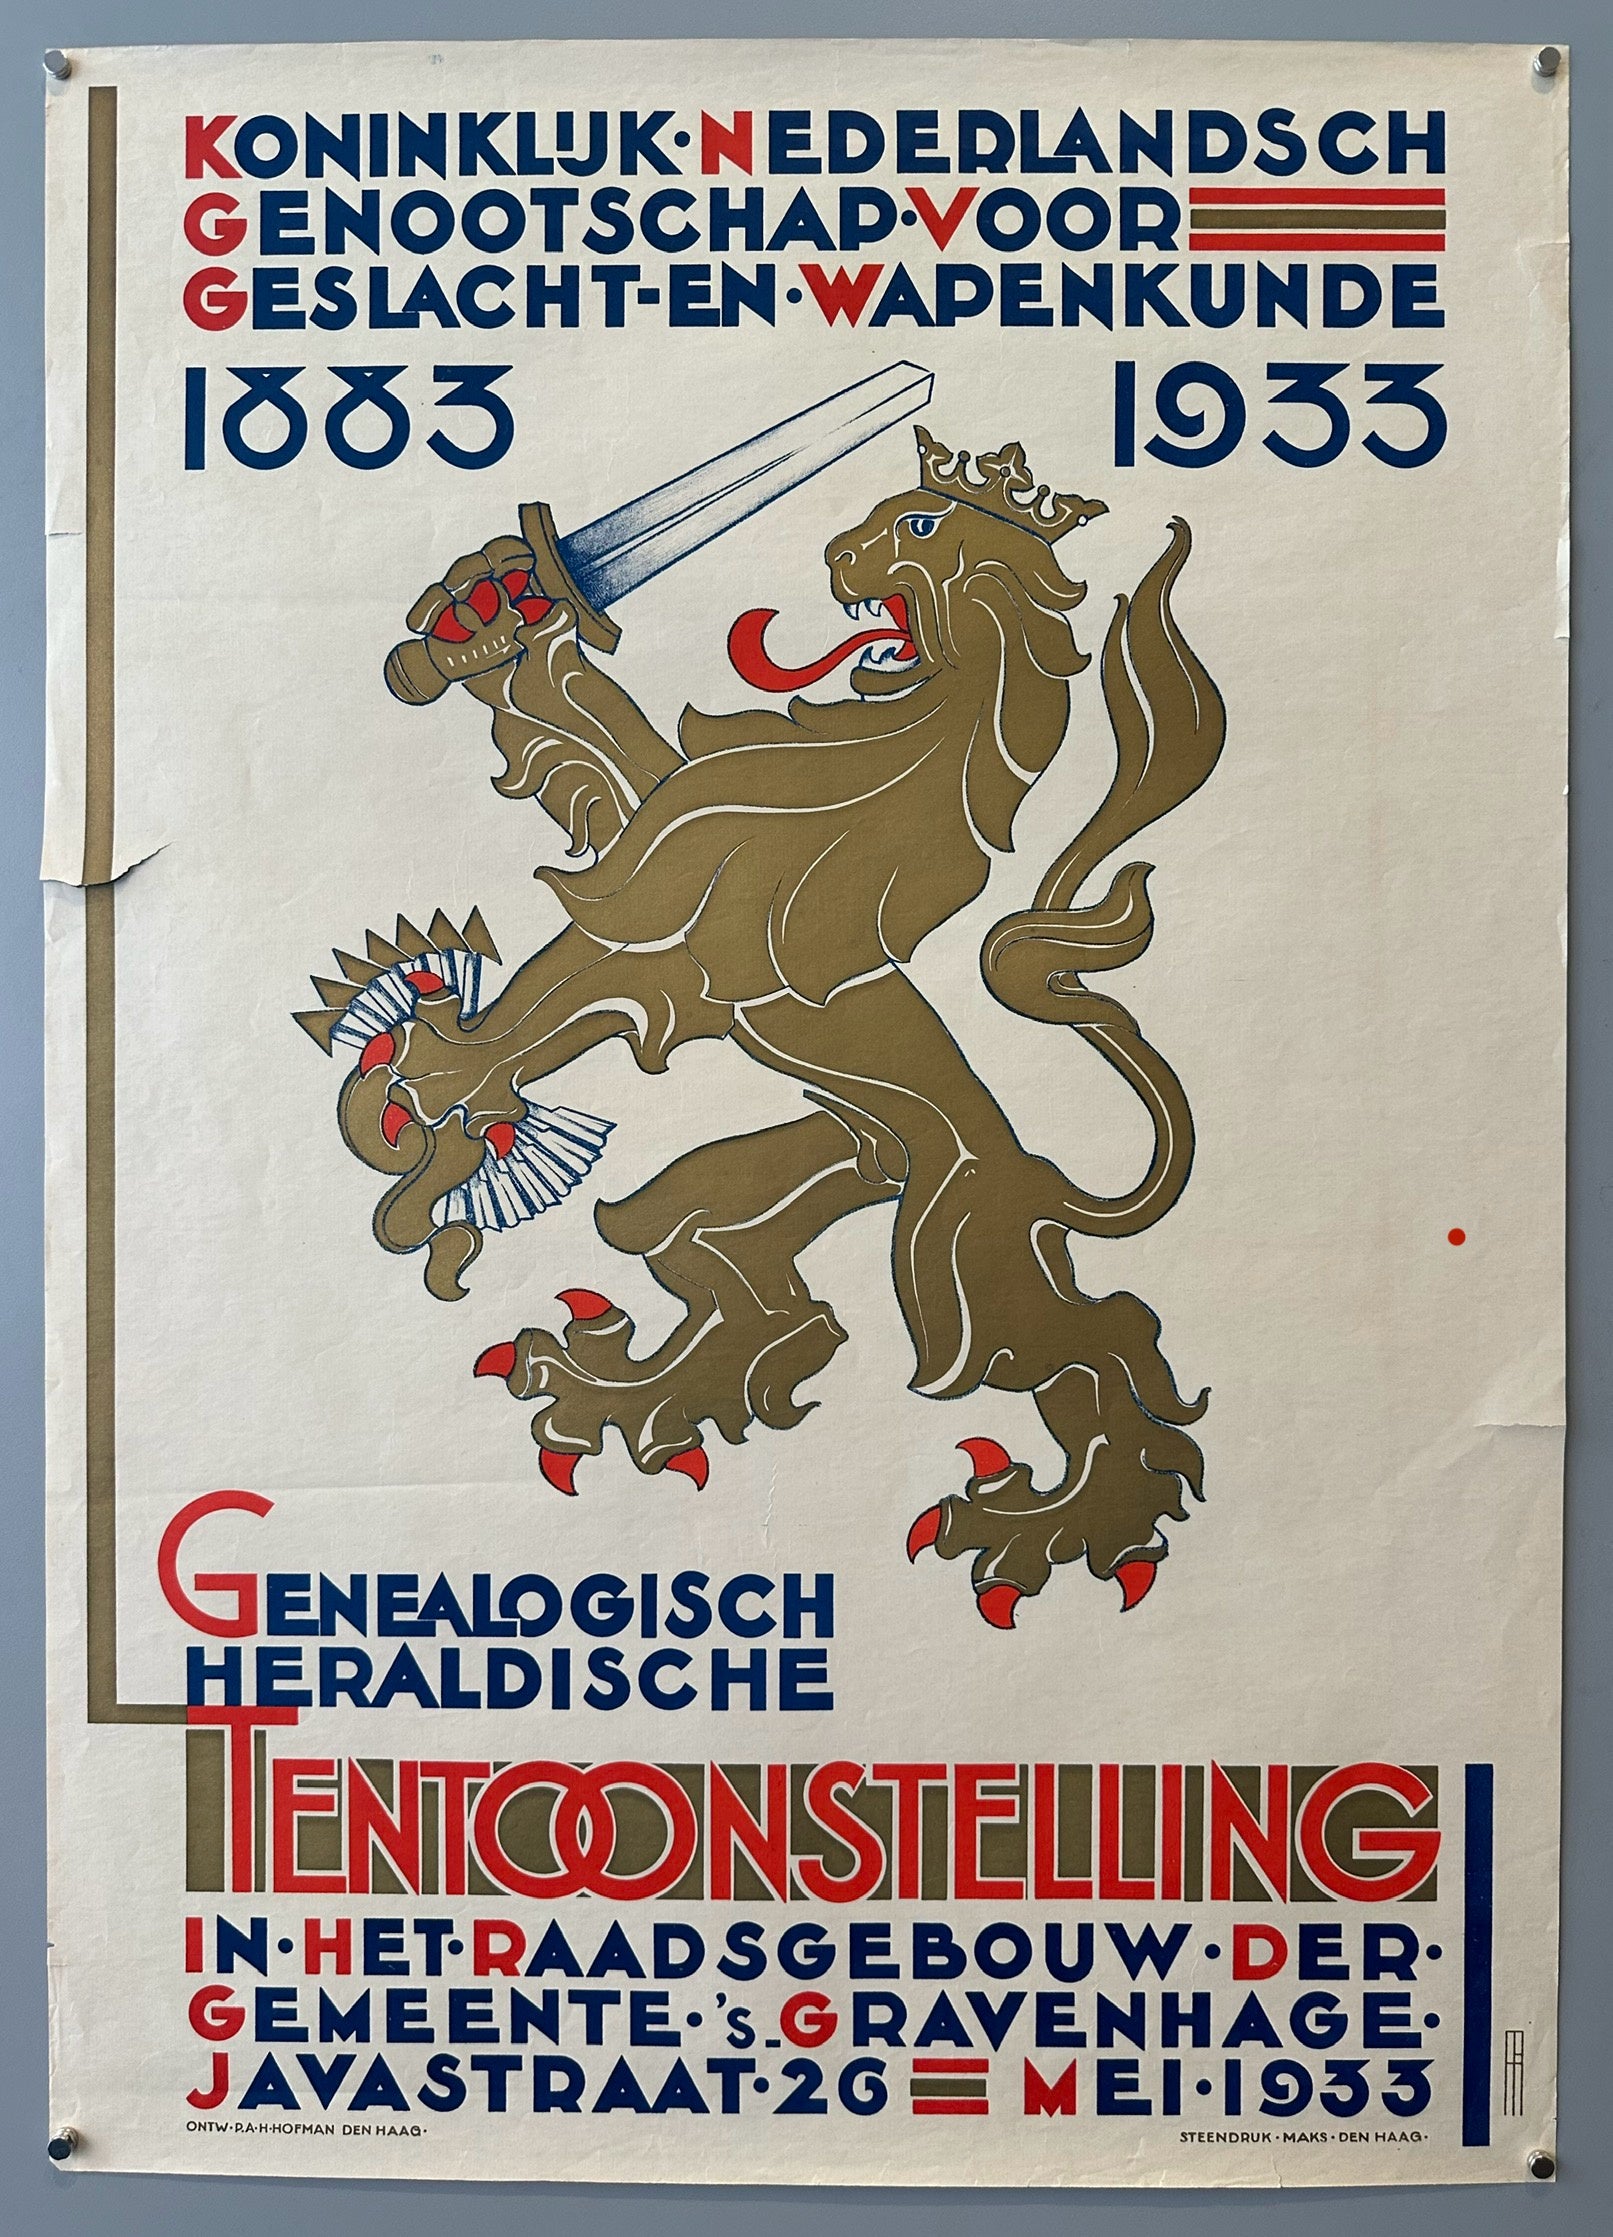 KONINKLIJK·NEDERLANDSCH
GENOOTSCHAP·VOOR
GESLACHT-EN·WAPENKUNDE
1883 1933
GENEALOGISCH
HERALDISCHE
TENTOONSTELLING
IN·HET·RAADSGEBOUW·DER·
GEMEENTE·'s-GRAVENHAGE·
JAVASTRAAT·26 MEI·1933
ONTW·P.A·H·HOFMAN DEN HAAG·
STEENDRUK·MAKS·DEN HAAG·